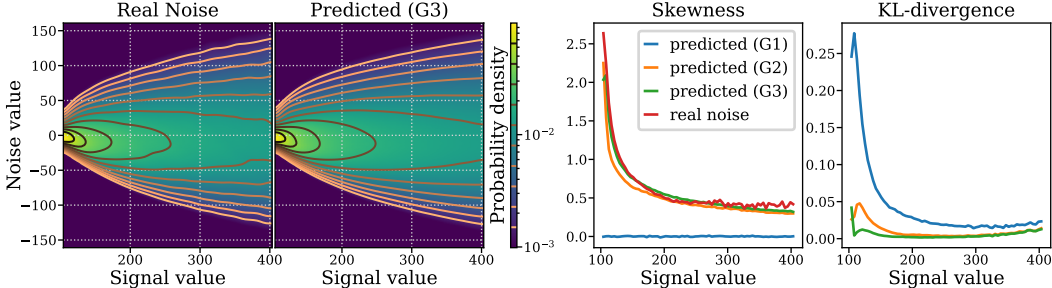 Real Noise
Predicted (G3)
Skewness
KL-divergence
150
100
50
0
−50
−100
−150
Noise value
100
200
300
400
Signal value
100
200
300
400
Signal value
Probability density
10−2
10−3
2.5
2.0
1.5
1.0
0.5
0.0
predicted (G1)
predicted (G2)
predicted (G3)
real noise
100
200
300
400
Signal value
0.25
0.20
0.15
0.10
0.05
0.00
100
200
300
400
Signal value